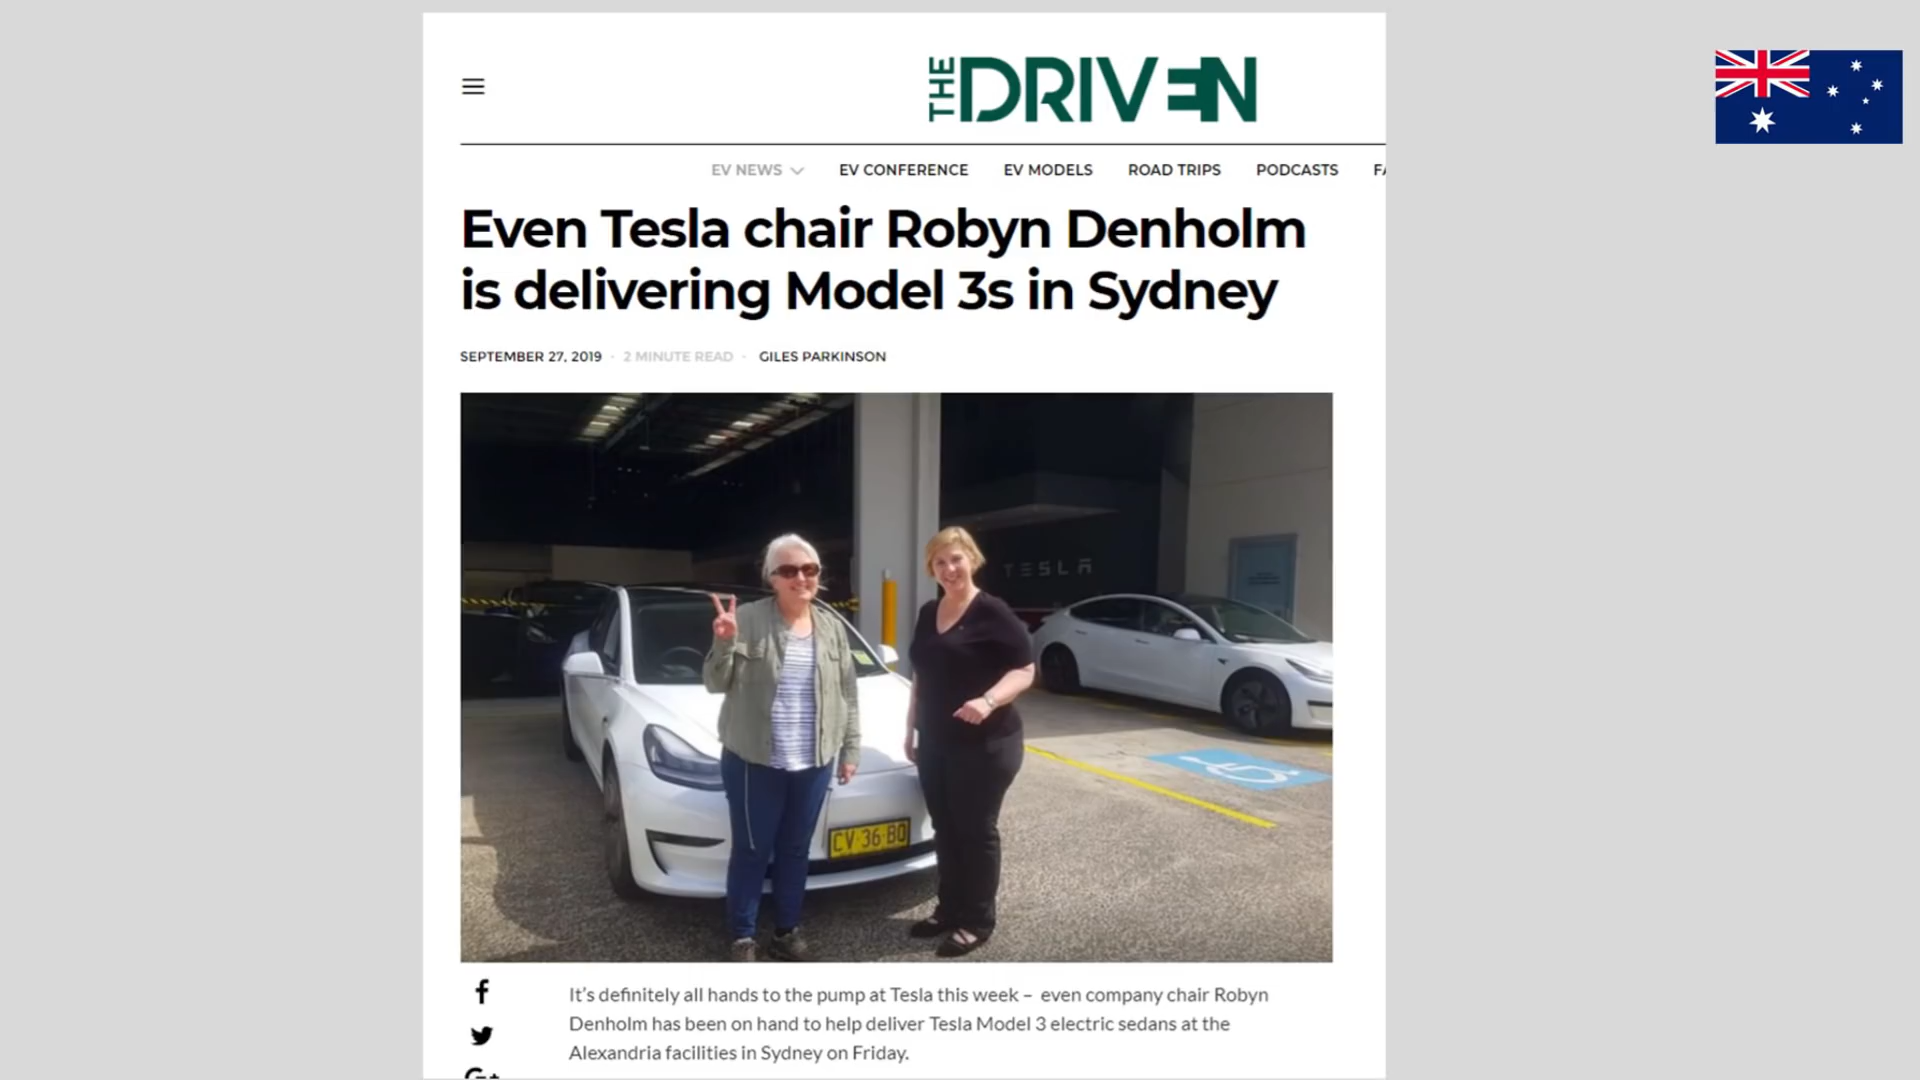 THE DRIVEN
EV NEWS EV CONFERENCE EV MODELS ROAD TRIPS PODCASTS
Even Tesla chair Robyn Denholm
is delivering Model 3s in Sydney
SEPTEMBER 27, 2019 · 2 MINUTE READ · GILES PARKINSON
TESLA
CV·36·BQ
It's definitely all hands to the pump at Tesla this week – even company chair Robyn
Denholm has been on hand to help deliver Tesla Model 3 electric sedans at the
Alexandria facilities in Sydney on Friday.